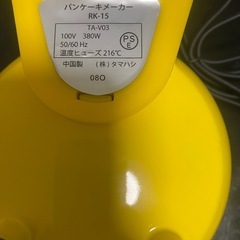 パンケーキメーカー
RK-15
TA-V03
100V 380W
50/60 Hz
温度ヒューズ 216℃
PSE
中国製 (株)タマハシ
08O